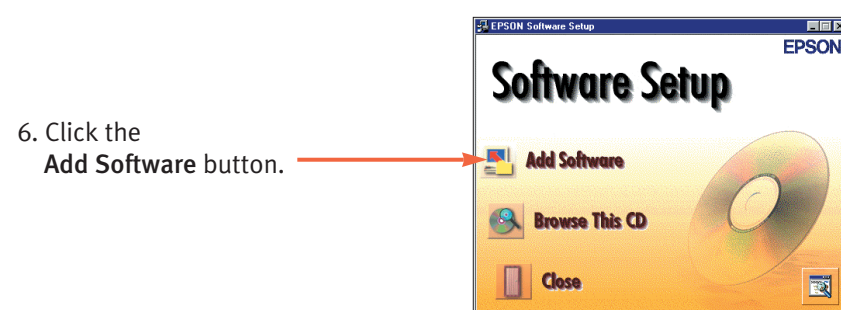 EPSON Software Setup
EPSON
Software Setup
6. Click the
Add Software button.
Add Software
Browse This CD
Close